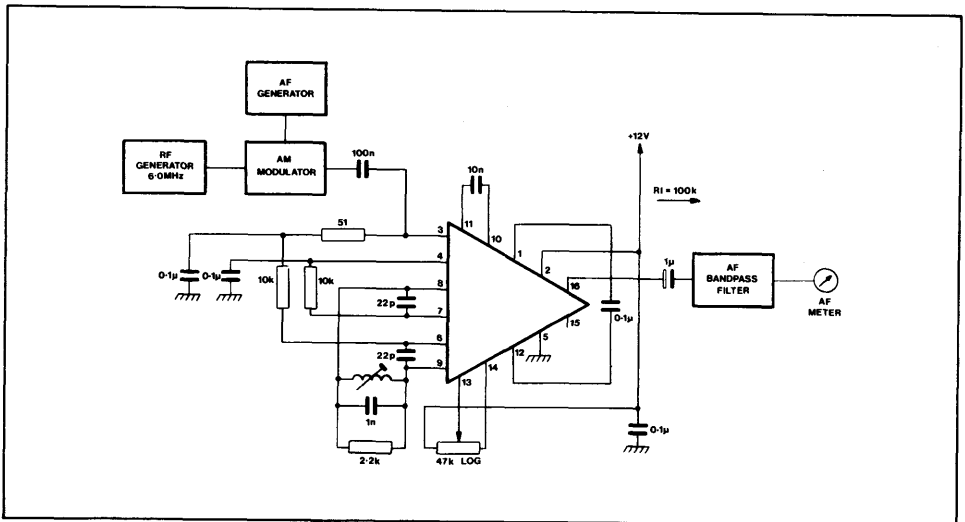 AF
GENERATOR
RF
GENERATOR
6·0MHz
AM
MODULATOR
100n
10n
+12V
RI = 100k
51
3
11
10
1
2
4
0·1µ
0·1µ
10k
10k
8
22p
7
16
1µ
AF
BANDPASS
FILTER
AF
METER
15
0·1µ
6
22p
9
5
12
14
13
1n
2·2k
47k LOG
0·1µ